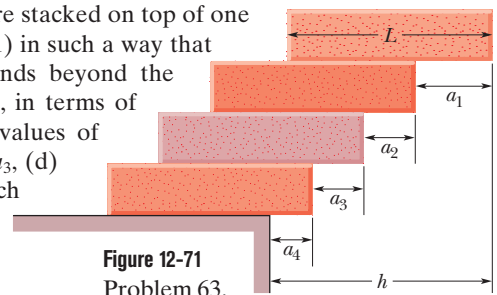 re stacked on top of one
) in such a way that
nds beyond the
, in terms of
values of
a3, (d)
ch
L
a1
a2
a3
a4
h
Figure 12-71
Problem 63.